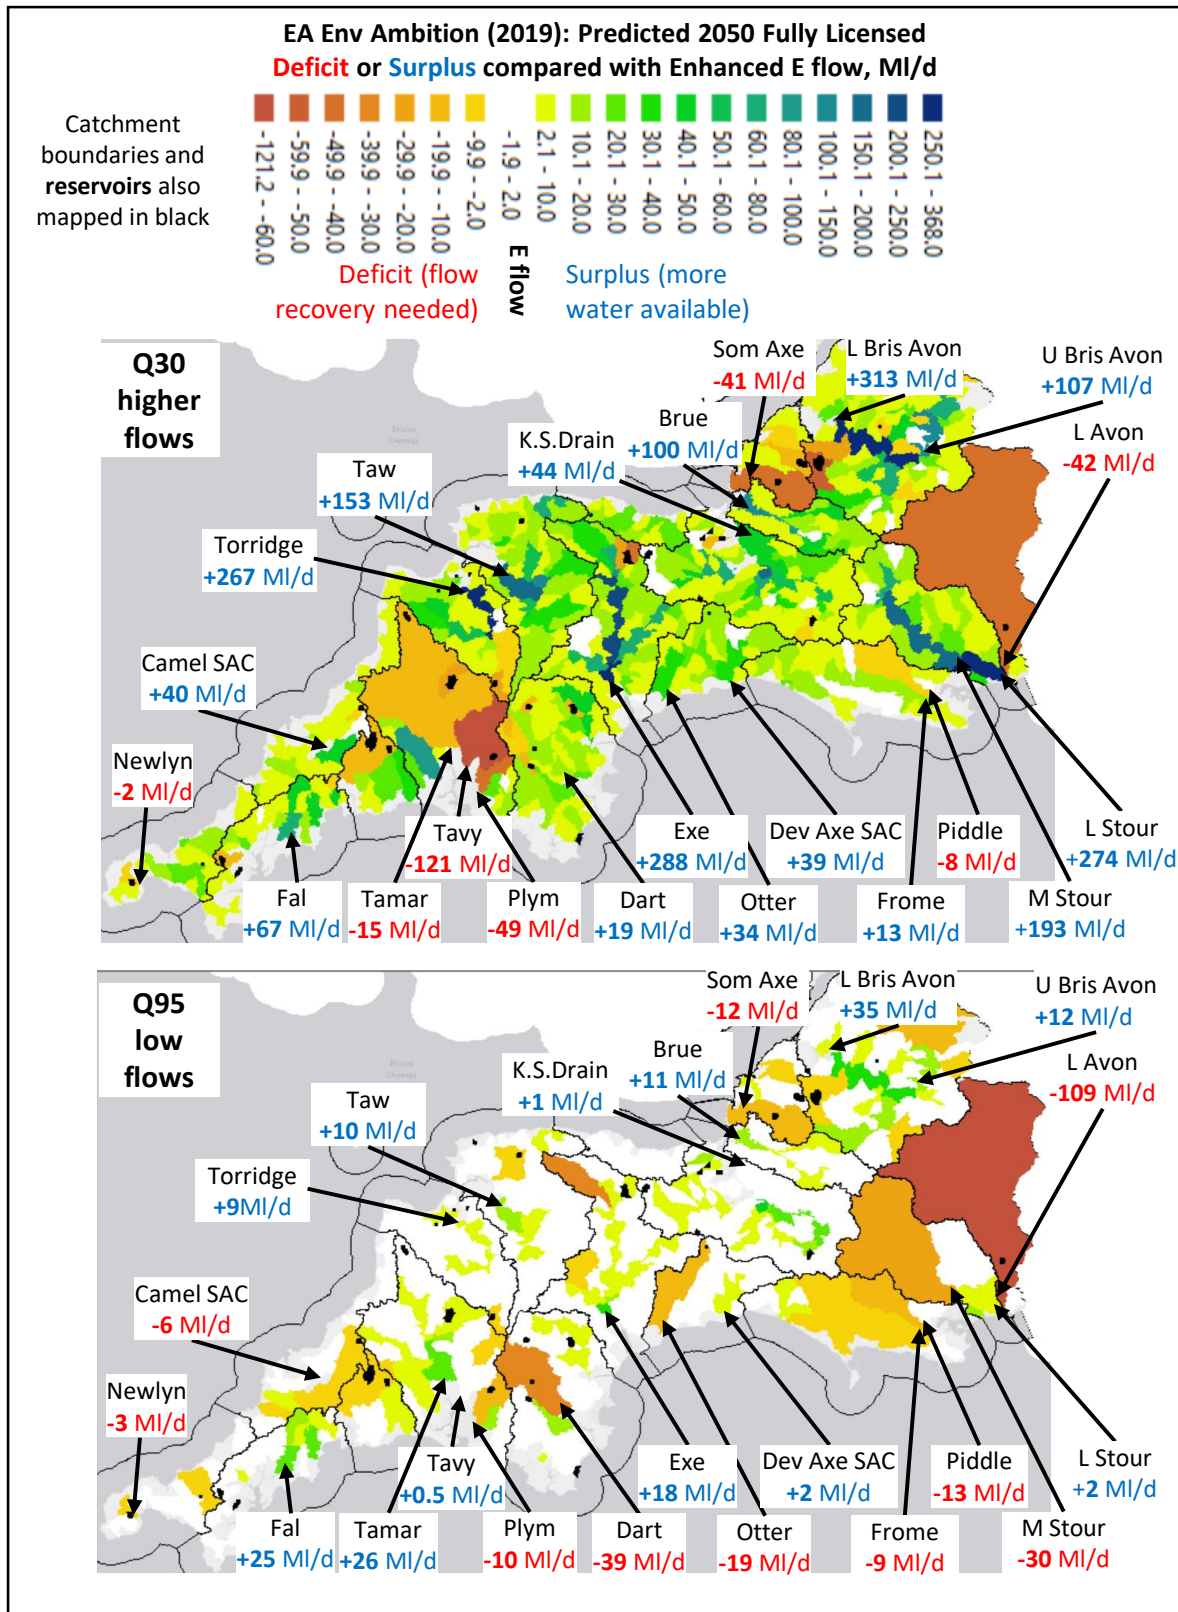 EA Env Ambition (2019): Predicted 2050 Fully Licensed
Deficit or Surplus compared with Enhanced E flow, Ml/d
Catchment
boundaries and
reservoirs also
mapped in black
-121.2 - -60.0
-59.9 - -50.0
-49.9 - -40.0
-39.9 - -30.0
-29.9 - -20.0
-19.9 - -10.0
-9.9 - -2.0
-1.9 - 2.0
2.1 - 10.0
10.1 - 20.0
20.1 - 30.0
30.1 - 40.0
40.1 - 50.0
50.1 - 60.0
60.1 - 80.0
80.1 - 100.0
100.1 - 150.0
150.1 - 200.0
200.1 - 250.0
250.1 - 368.0
E flow
Deficit (flow
recovery needed)
Surplus (more
water available)
Q30
higher
flows
Som Axe
-41 Ml/d
L Bris Avon
+313 Ml/d
U Bris Avon
+107 Ml/d
Brue
+100 Ml/d
K.S.Drain
+44 Ml/d
L Avon
-42 Ml/d
Taw
+153 Ml/d
Torridge
+267 Ml/d
Camel SAC
+40 Ml/d
Newlyn
-2 Ml/d
Tavy
-121 Ml/d
Exe
+288 Ml/d
Dev Axe SAC
+39 Ml/d
Piddle
-8 Ml/d
L Stour
+274 Ml/d
Fal
+67 Ml/d
Tamar
-15 Ml/d
Plym
-49 Ml/d
Dart
+19 Ml/d
Otter
+34 Ml/d
Frome
+13 Ml/d
M Stour
+193 Ml/d
Q95
low
flows
Som Axe
-12 Ml/d
L Bris Avon
+35 Ml/d
U Bris Avon
+12 Ml/d
Brue
+11 Ml/d
K.S.Drain
+1 Ml/d
L Avon
-109 Ml/d
Taw
+10 Ml/d
Torridge
+9Ml/d
Camel SAC
-6 Ml/d
Newlyn
-3 Ml/d
Tavy
+0.5 Ml/d
Exe
+18 Ml/d
Dev Axe SAC
+2 Ml/d
Piddle
-13 Ml/d
L Stour
+2 Ml/d
Fal
+25 Ml/d
Tamar
+26 Ml/d
Plym
-10 Ml/d
Dart
-39 Ml/d
Otter
-19 Ml/d
Frome
-9 Ml/d
M Stour
-30 Ml/d